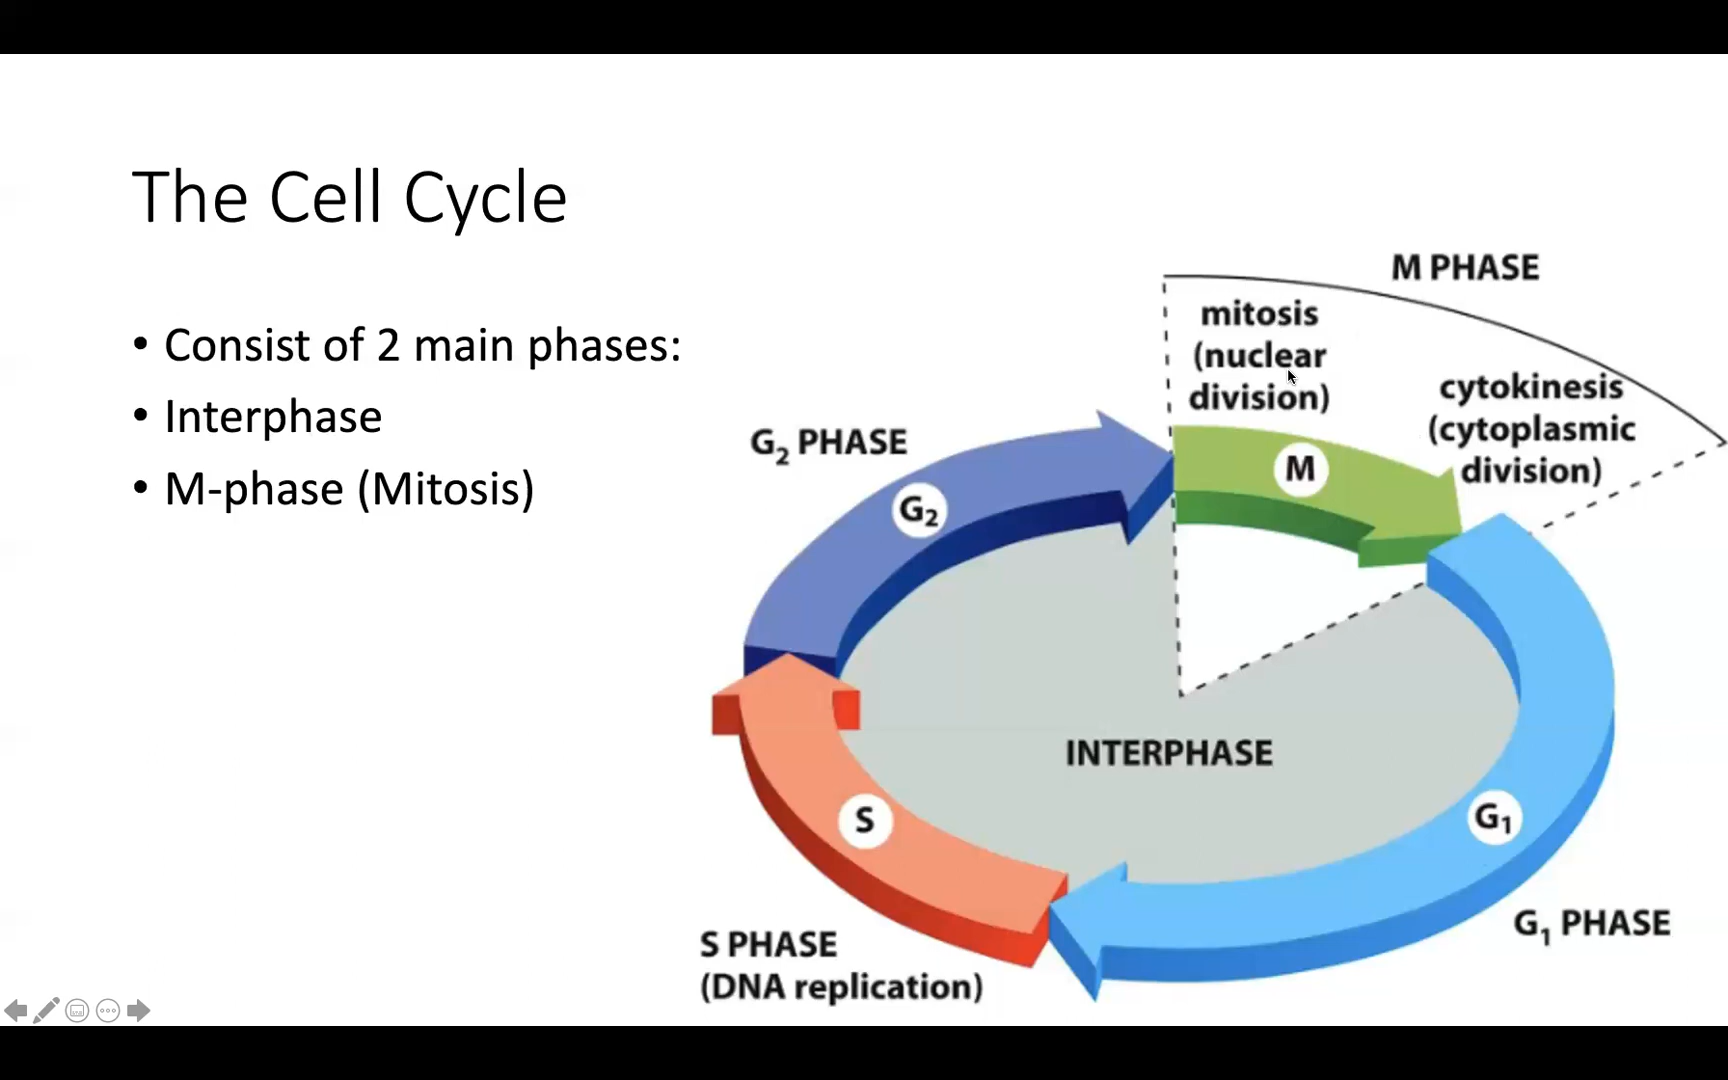 The Cell Cycle
• Consist of 2 main phases:
• Interphase
• M-phase (Mitosis)
M PHASE
mitosis
(nuclear
division)
cytokinesis
(cytoplasmic
division)
G₂ PHASE
G₂
M
INTERPHASE
S
G₁
G₁ PHASE
S PHASE
(DNA replication)